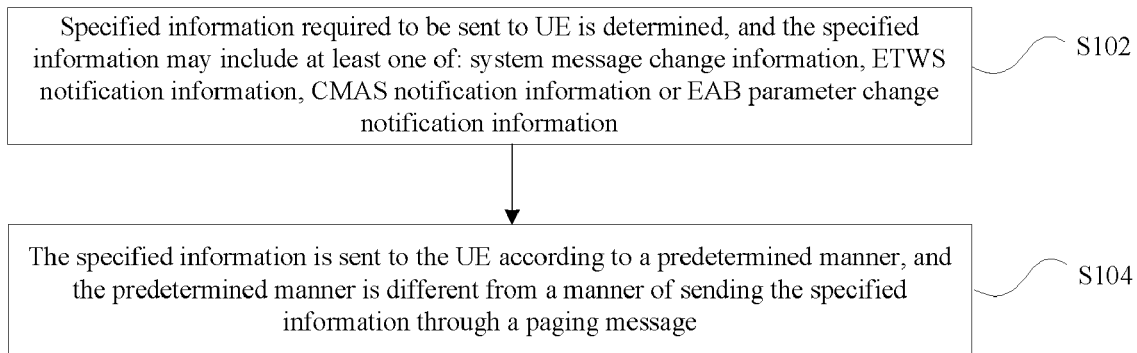 Specified information required to be sent to UE is determined, and the specified
information may include at least one of: system message change information, ETWS
notification information, CMAS notification information or EAB parameter change
notification information
S102
The specified information is sent to the UE according to a predetermined manner, and
the predetermined manner is different from a manner of sending the specified
information through a paging message
S104